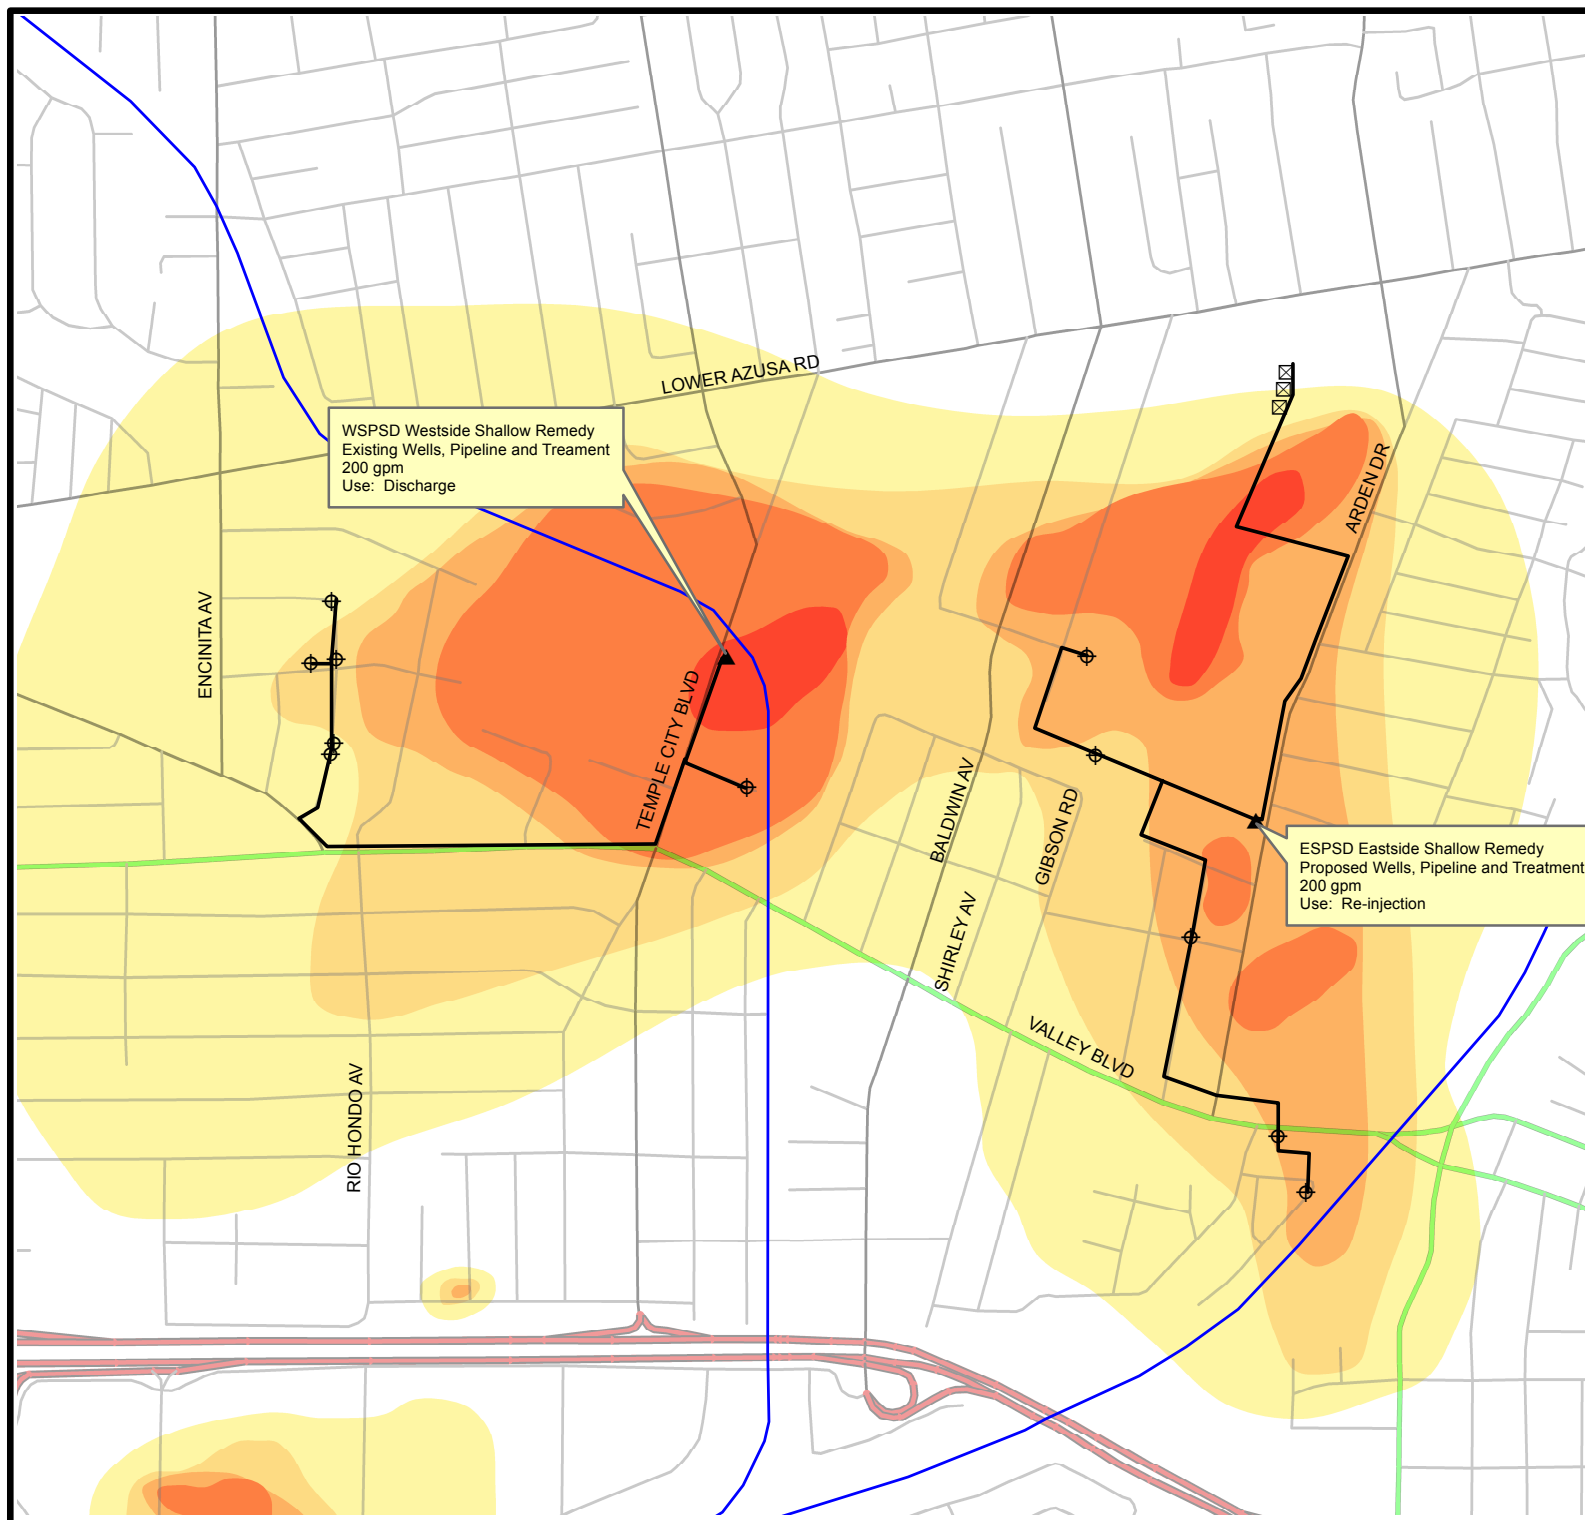 LOWER AZUSA RD
WSPSD Westside Shallow Remedy
Existing Wells, Pipeline and Treament
200 gpm
Use: Discharge
ARDEN DR
ENCINITA AV
TEMPLE CITY BLVD
BALDWIN AV
GIBSON RD
ESPSD Eastside Shallow Remedy
Proposed Wells, Pipeline and Treatment
200 gpm
Use: Re-injection
SHIRLEY AV
VALLEY BLVD
RIO HONDO AV